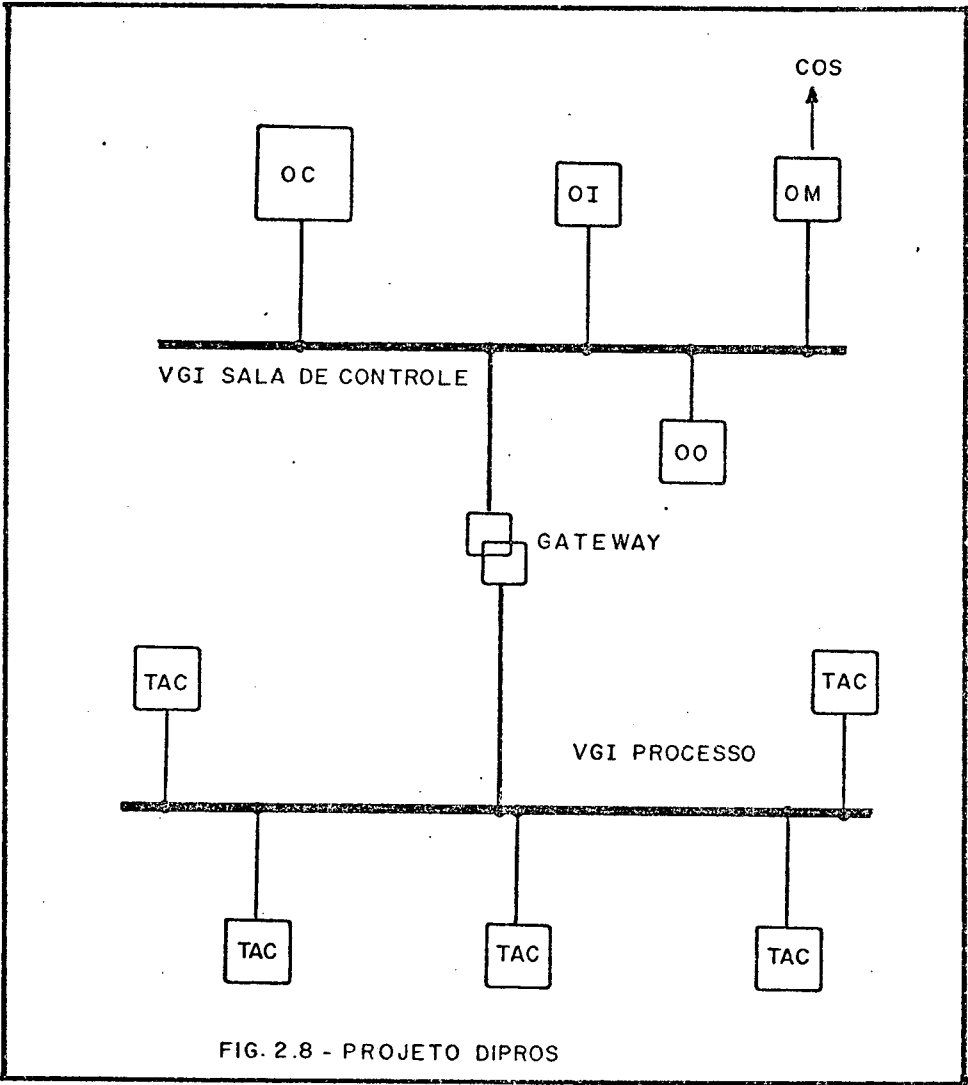 COS
OC
OI
OM
VGI SALA DE CONTROLE
OO
GATEWAY
TAC
TAC
VGI PROCESSO
TAC
TAC
TAC
FIG. 2.8 - PROJETO DIPROS